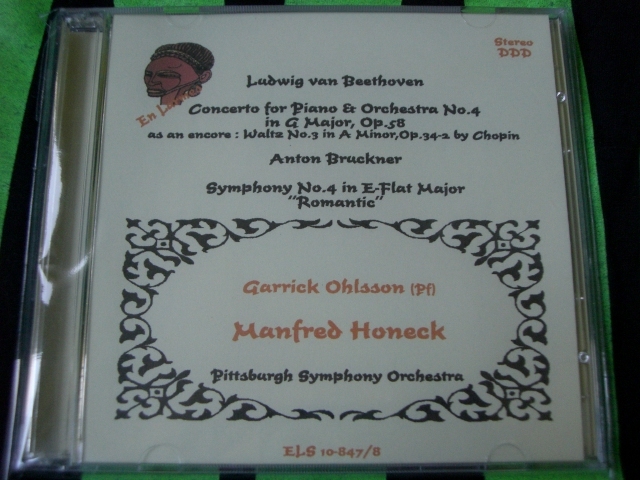 Stereo
DDD
En Larmes
Ludwig van Beethoven
Concerto for Piano & Orchestra No.4
in G Major, Op.58
as an encore : Waltz No.3 in A Minor,Op.34-2 by Chopin
Anton Bruckner
Symphony No.4 in E-Flat Major
"Romantic"
Garrick Ohlsson (Pf)
Manfred Honeck
Pittsburgh Symphony Orchestra
ELS 10-847/8